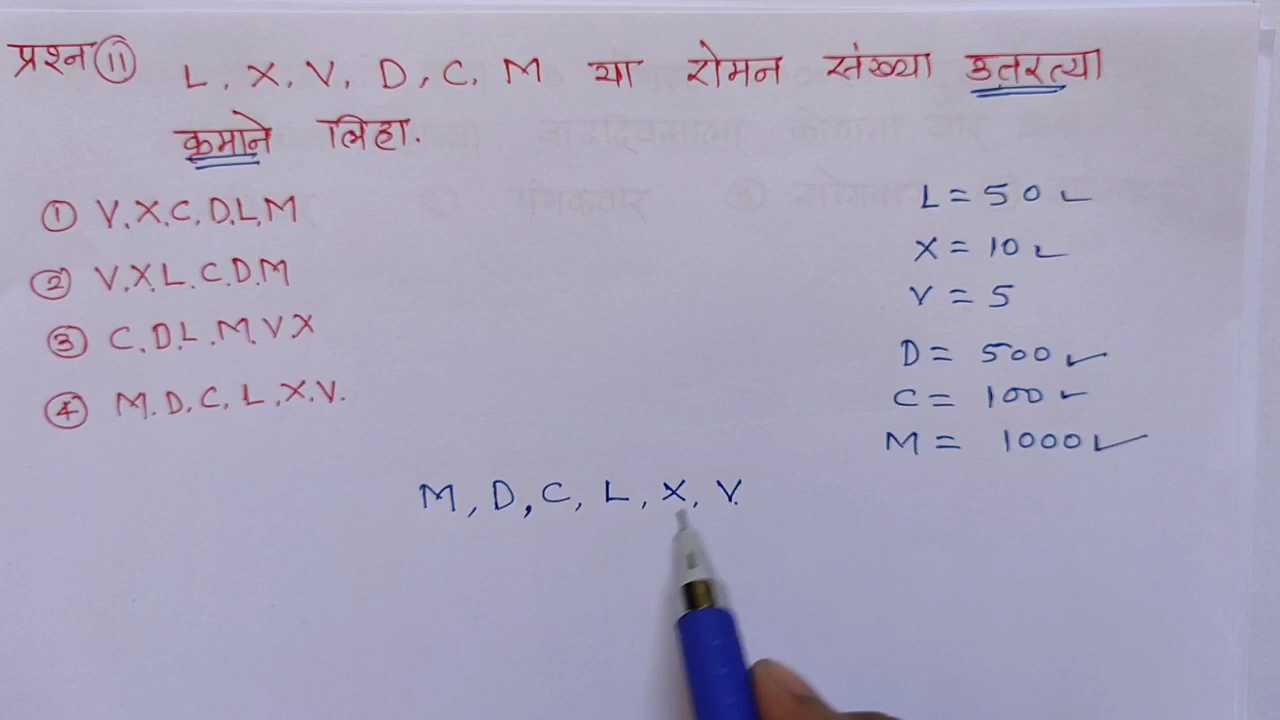 प्रश्न ⑪ L, X, V, D, C, M या रोमन संख्या उतरत्या
क्रमाने लिहा.
① V, X, C, D, L, M
② V, X, L, C, D, M
③ C, D, L, M, V, X
④ M, D, C, L, X, V.
L = 50 ✓
X = 10 ✓
V = 5
D = 500 ✓
C = 100 ✓
M = 1000 ✓
M, D, C, L, X, V.